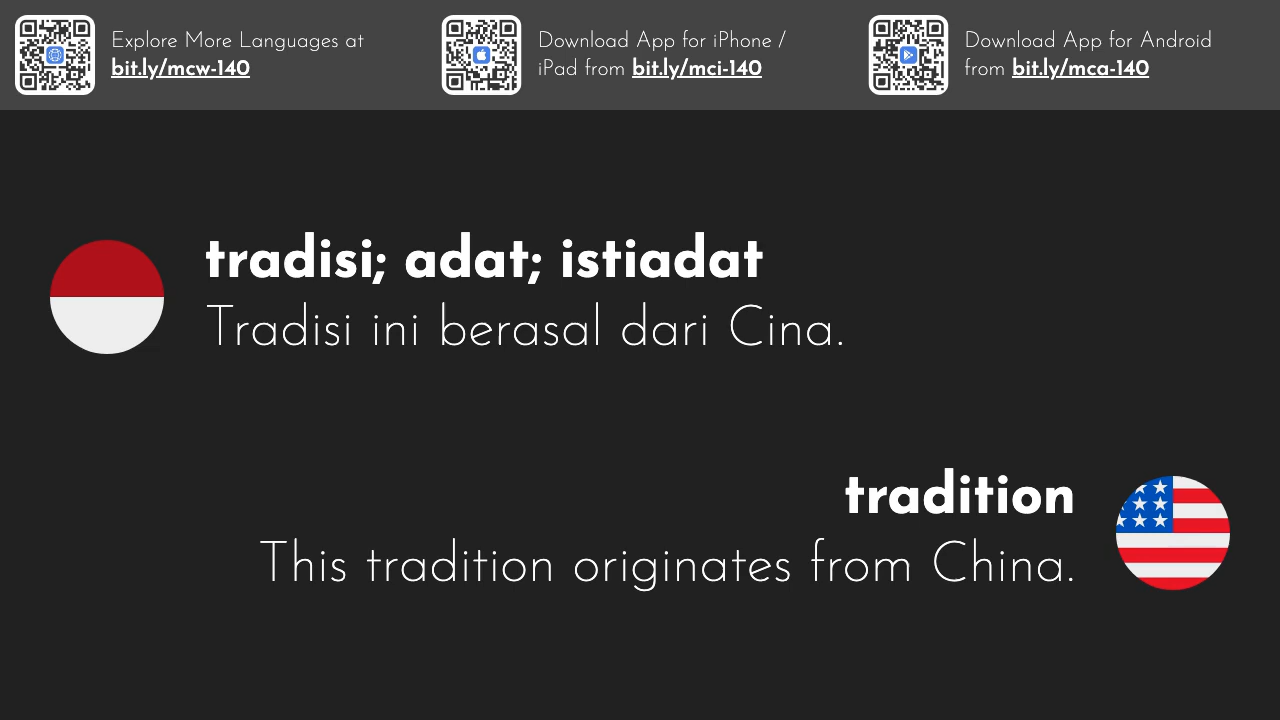 Explore More Languages at
bit.ly/mcw-140
Download App for iPhone /
iPad from bit.ly/mci-140
Download App for Android
from bit.ly/mca-140
tradisi; adat; istiadat
Tradisi ini berasal dari Cina.
tradition
This tradition originates from China.